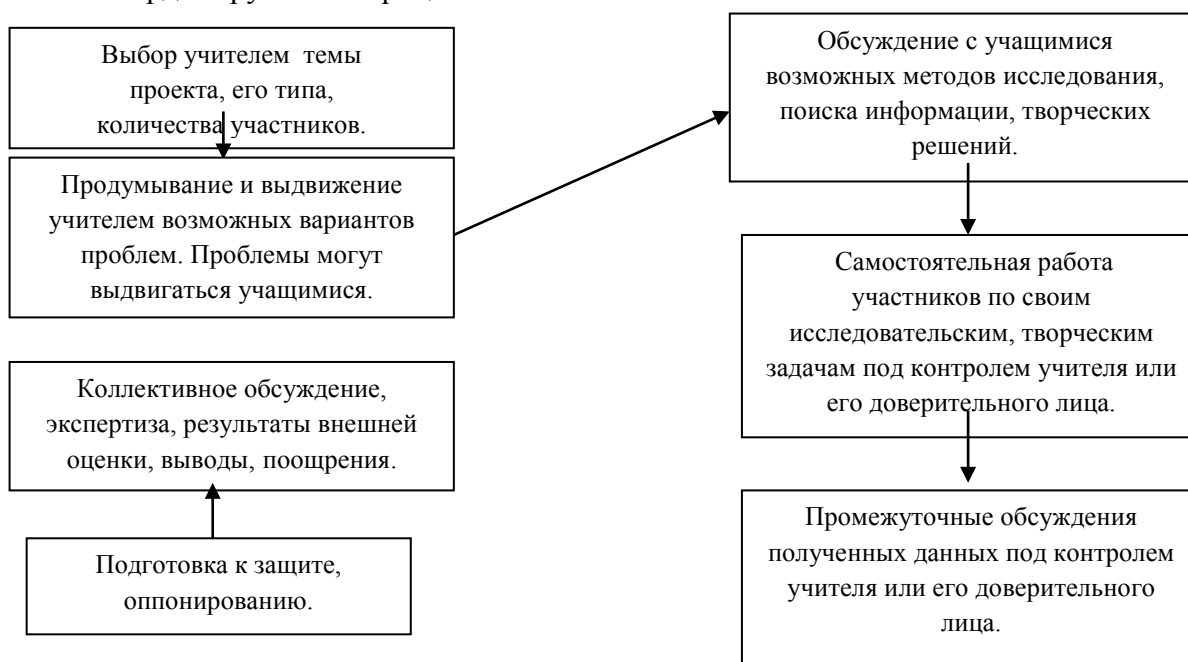 Выбор учителем темы
проекта, его типа,
количества участников.
Продумывание и выдвижение
учителем возможных вариантов
проблем. Проблемы могут
выдвигаться учащимися.
Обсуждение с учащимися
возможных методов исследования,
поиска информации, творческих
решений.
Самостоятельная работа
участников по своим
исследовательским, творческим
задачам под контролем учителя или
его доверительного лица.
Промежуточные обсуждения
полученных данных под контролем
учителя или его доверительного
лица.
Подготовка к защите,
оппонированию.
Коллективное обсуждение,
экспертиза, результаты внешней
оценки, выводы, поощрения.